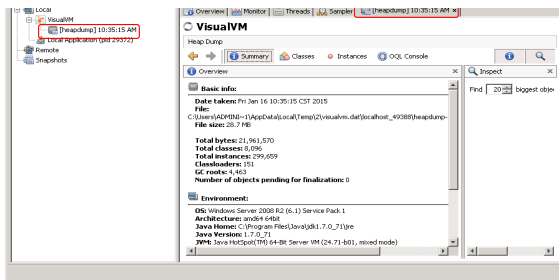 Local
VisualVM
[heapdump] 10:35:15 AM
Local Application (pid 29372)
Remote
Snapshots
Overview
Monitor
Threads
Sampler
[heapdump] 10:35:15 AM
VisualVM
Heap Dump
Summary
Classes
Instances
OQL Console
Overview
Basic info:
Date taken: Fri Jan 16 10:35:15 CST 2015
File:
C:\Users\ADMINI~1\AppData\Local\Temp\2\visualvm.dat\localhost_49388\heapdump-
File size: 28.7 MB
Total bytes: 21,961,570
Total classes: 8,096
Total instances: 299,659
Classloaders: 151
GC roots: 4,463
Number of objects pending for finalization: 0
Environment:
OS: Windows Server 2008 R2 (6.1) Service Pack 1
Architecture: amd64 64bit
Java Home: C:\Program Files\Java\jdk1.7.0_71\jre
Java Version: 1.7.0_71
JVM: Java HotSpot(TM) 64-Bit Server VM (24.71-b01, mixed mode)
Inspect
Find 20 biggest obje